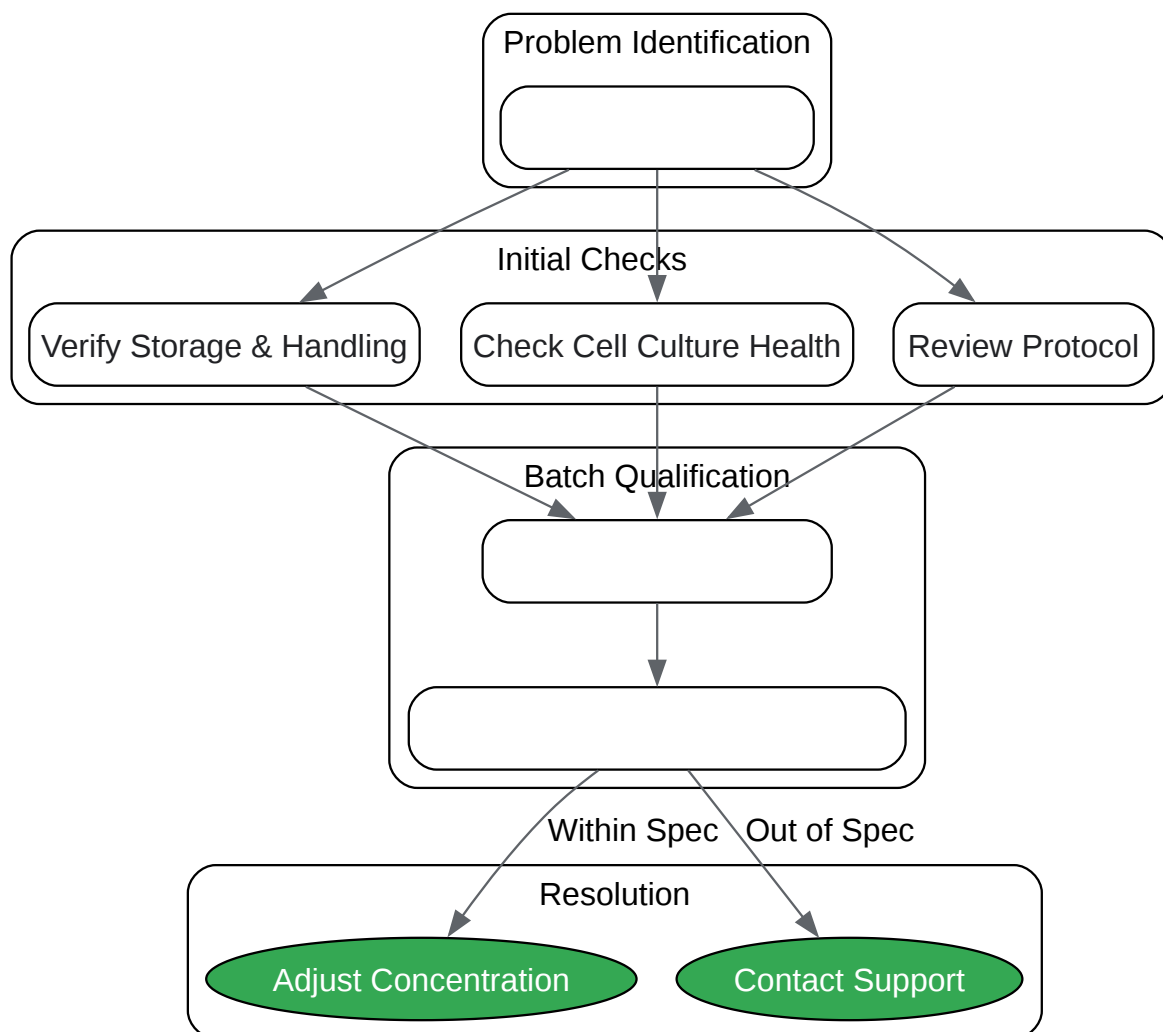 Problem Identification
Initial Checks
Verify Storage & Handling
Check Cell Culture Health
Review Protocol
Batch Qualification
Within Spec
Out of Spec
Resolution
Adjust Concentration
Contact Support